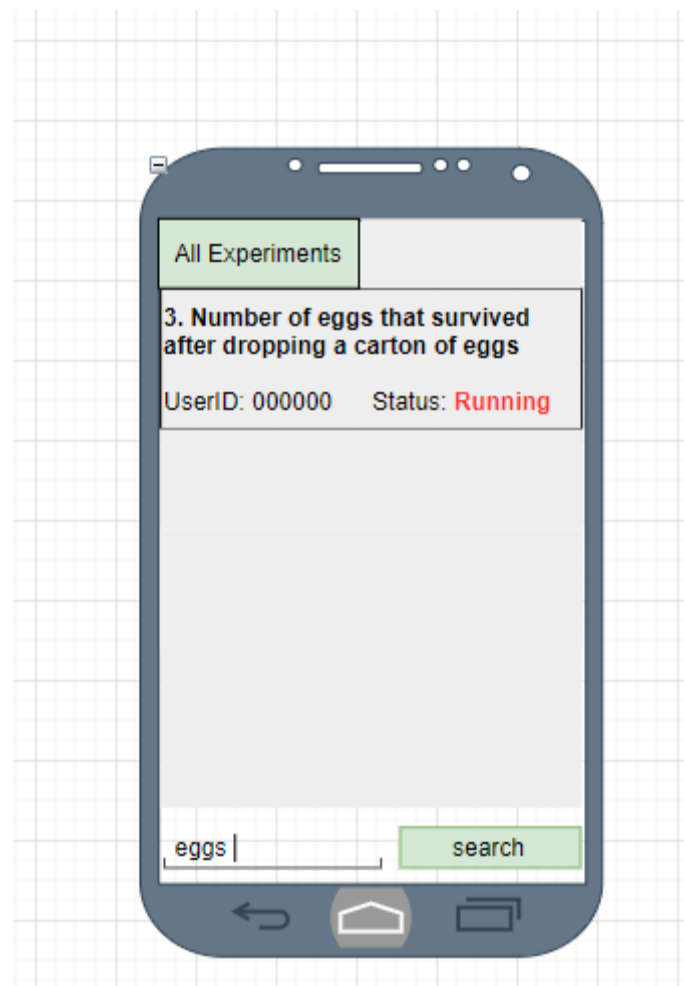 All Experiments
3. Number of eggs that survived
after dropping a carton of eggs
UserID: 000000 Status: Running
eggs
search